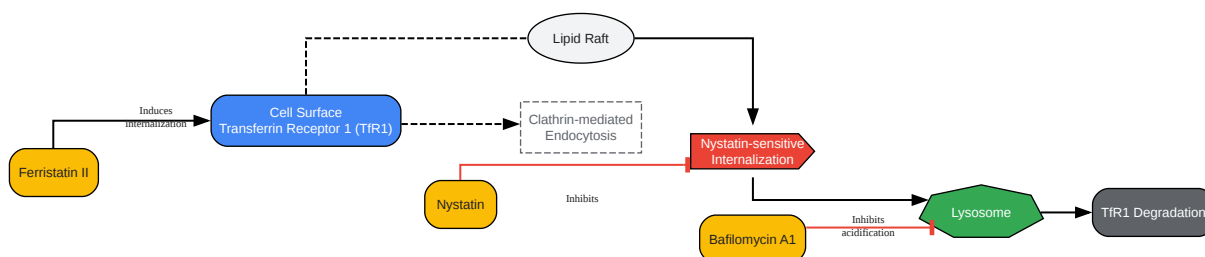 Lipid Raft
Induces
internalization
Cell Surface
Transferrin Receptor 1 (TfR1)
Clathrin-mediated
Endocytosis
Nystatin-sensitive
Internalization
Ferristatin II
Nystatin
Inhibits
Lysosome
TfR1 Degradation
Inhibits
acidification
Bafilomycin A1